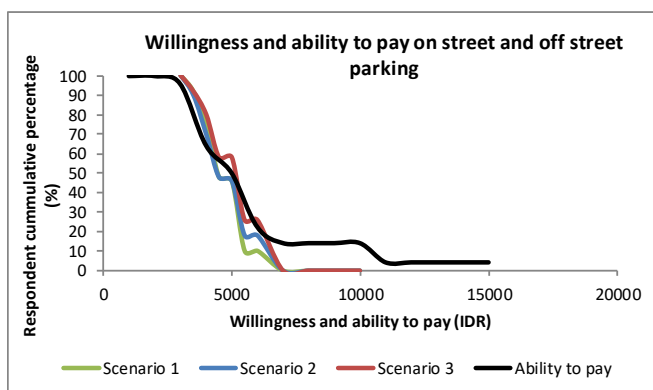 Willingness and ability to pay on street and off street
parking
Respondent cummulative percentage
(%)
100
90
80
70
60
50
40
30
20
10
0
0 5000 10000 15000 20000
Willingness and ability to pay (IDR)
Scenario 1 Scenario 2 Scenario 3 Ability to pay